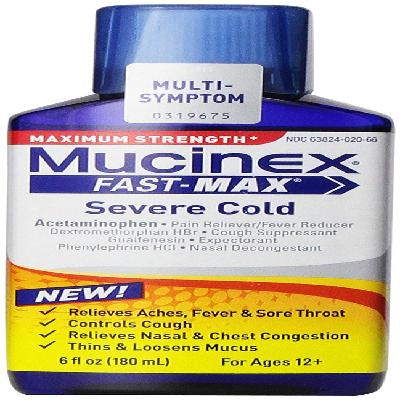 MULTI-
SYMPTOM
0319675
MAXIMUM STRENGTH+
NDC 63824-020-66
Mucinex®
FAST-MAX®
Severe Cold
Acetaminophen • Pain Reliever/Fever Reducer
Dextromethorphan HBr • Cough Suppressant
Guaifenesin • Expectorant
Phenylephrine HCl • Nasal Decongestant
NEW!
✓ Relieves Aches, Fever & Sore Throat
✓ Controls Cough
✓ Relieves Nasal & Chest Congestion
✓ Thins & Loosens Mucus
6 fl oz (180 mL) For Ages 12+